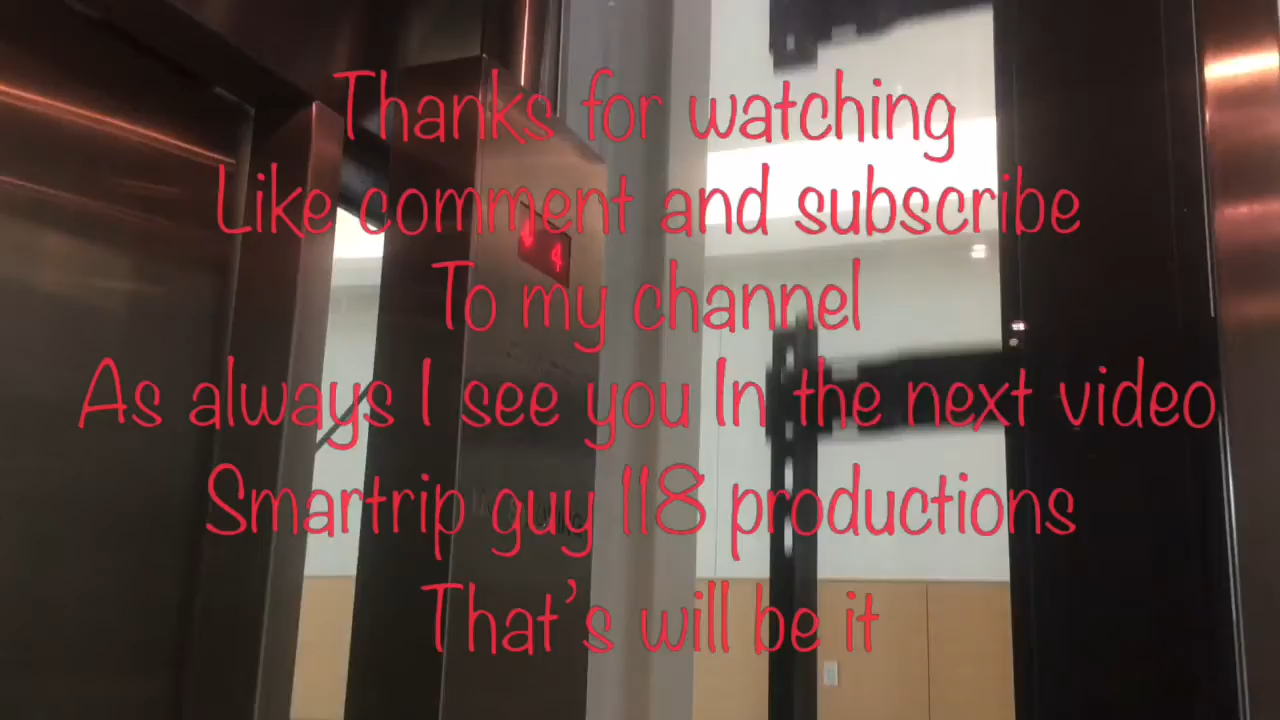 Thanks for watching
Like comment and subscribe
To my channel
As always I see you In the next video
Smartrip guy 118 productions
That's will be it
4